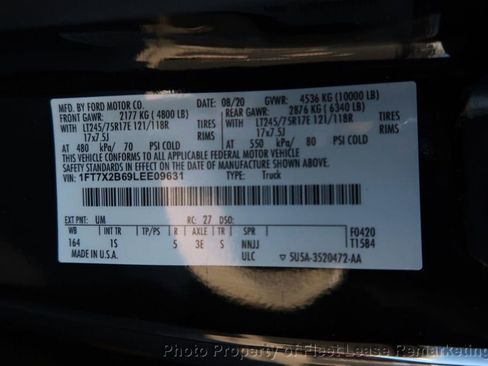 MFD. BY FORD MOTOR CO. 08/20 GVWR: 4536 KG (10000 LB)
FRONT GAWR: 2177 KG ( 4800 LB) REAR GAWR: 2876 KG ( 6340 LB)
WITH LT245/75R17E 121/118R TIRES WITH LT245/75R17E 121/118R TIRES
17x7.5J RIMS 17x7.5J RIMS
AT 480 kPa/ 70 PSI COLD AT 550 kPa/ 80 PSI COLD
THIS VEHICLE CONFORMS TO ALL APPLICABLE FEDERAL MOTOR VEHICLE
SAFETY STANDARDS IN EFFECT ON THE DATE OF MANUFACTURE SHOWN ABOVE.
VIN: 1FT7X2B69LEE09631 TYPE: Truck
EXT PNT: UM RC: 27 DSO:
WB INT TR TP/PS R AXLE TR SPR F0420
164 1S 5 3E S NNJJ T1584
MADE IN U.S.A. ULC 5U5A-3520472-AA
Photo Property of Fleet Lease Remarketing